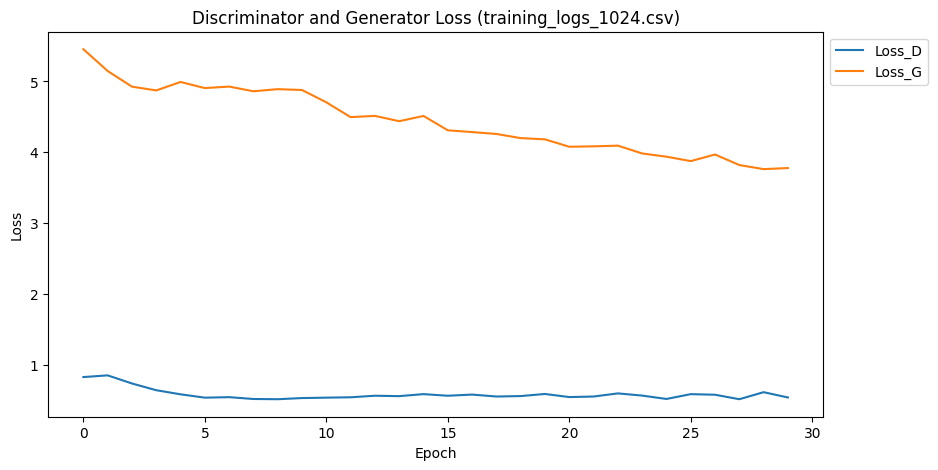 Discriminator and Generator Loss (training_logs_1024.csv)
Loss_D
Loss_G
Loss
5
4
3
2
1
0
5
10
15
20
25
30
Epoch